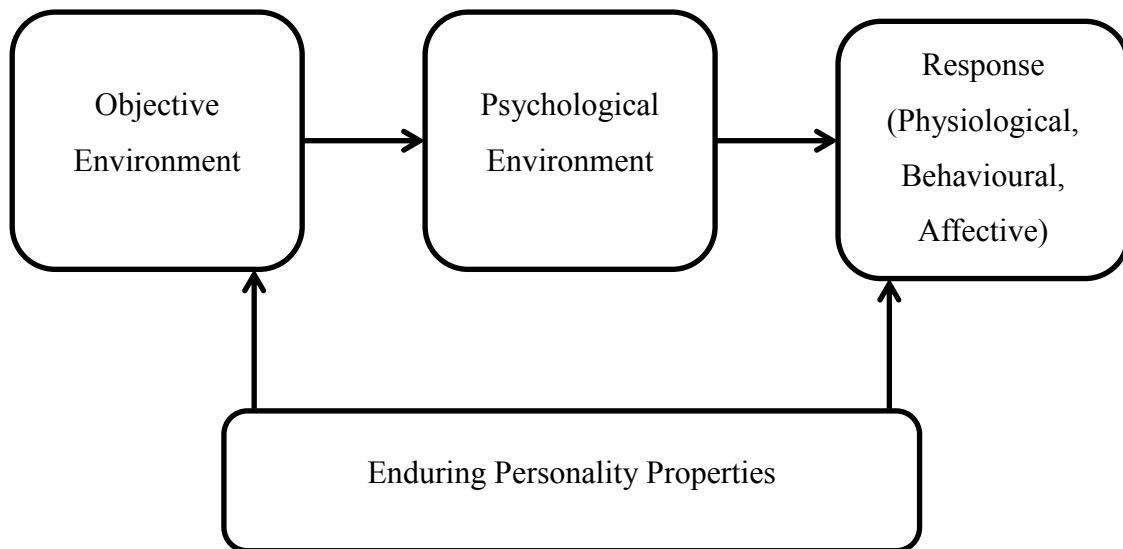 Objective
Environment
Psychological
Environment
Response
(Physiological,
Behavioural,
Affective)
Enduring Personality Properties